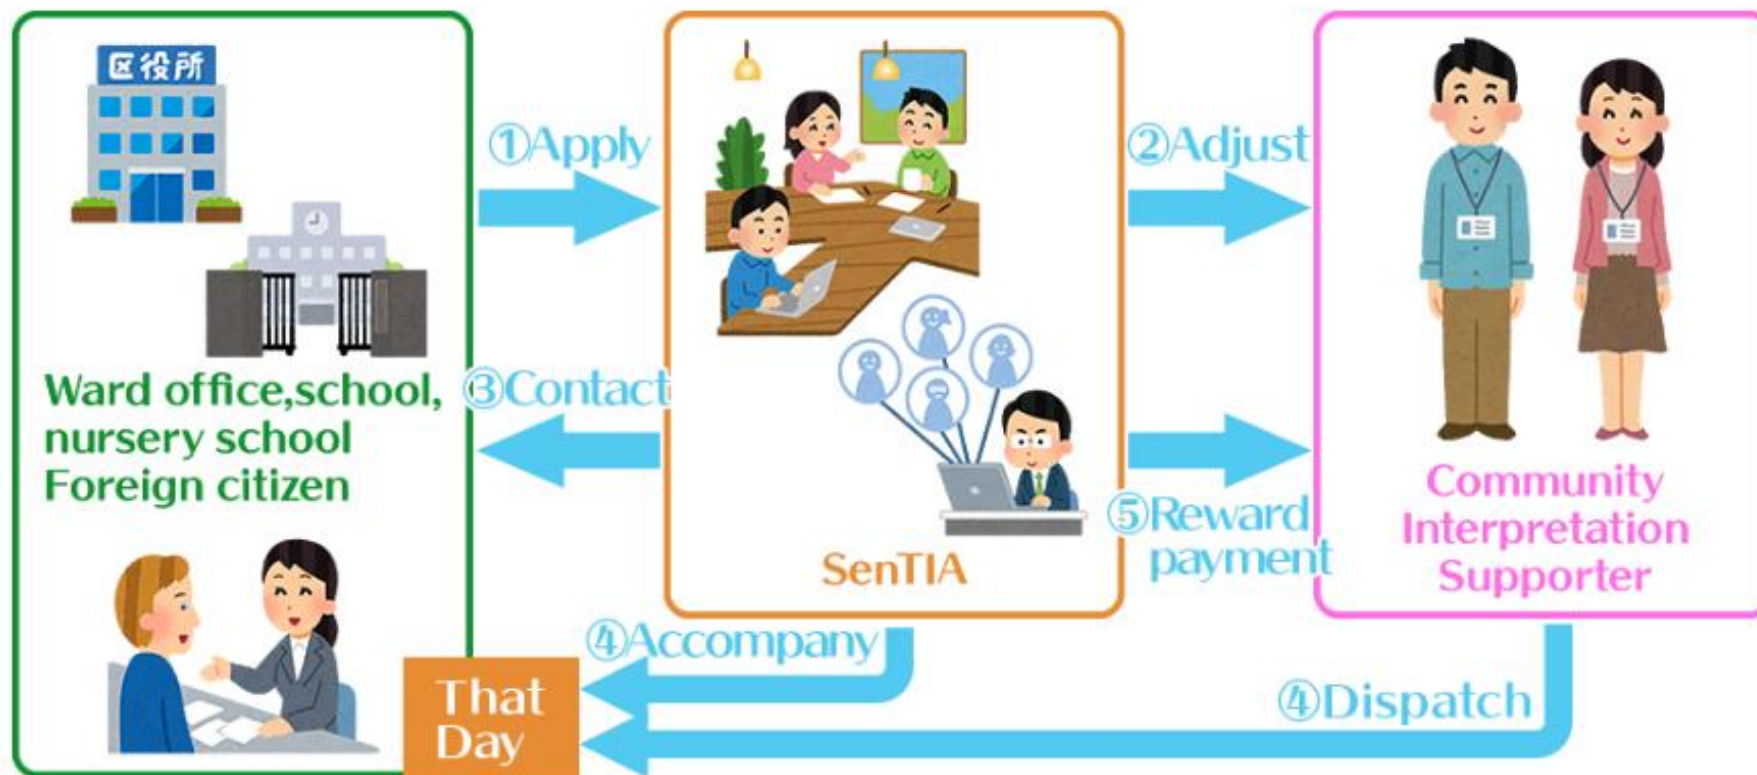 区役所
Ward office,school,
nursery school
Foreign citizen
①Apply
③Contact
SenTIA
②Adjust
⑤Reward
payment
Community
Interpretation
Supporter
④Accompany
④Dispatch
That
Day